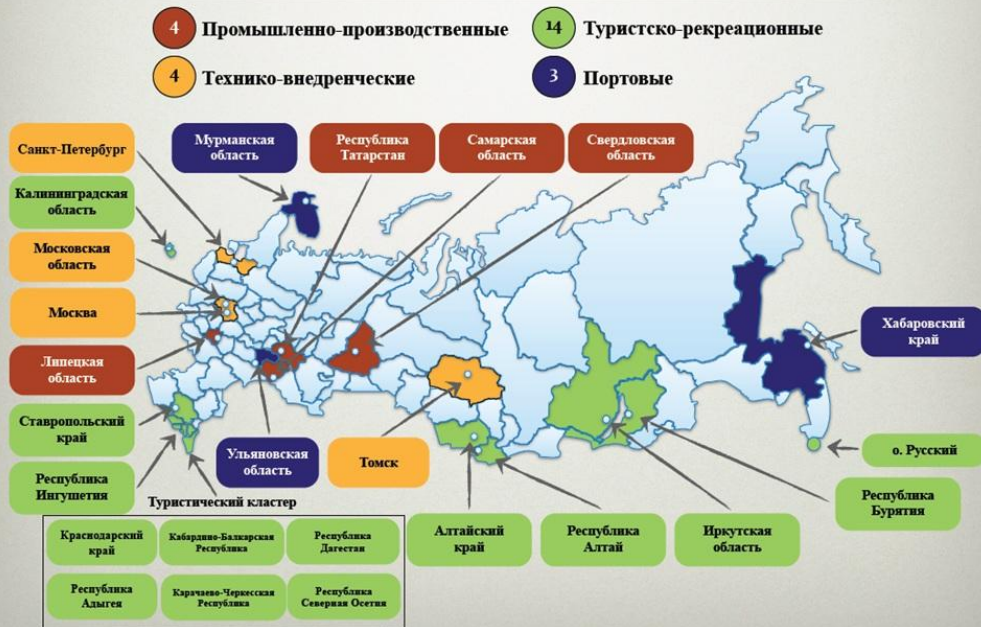 4 Промышленно-производственные
14 Туристско-рекреационные
4 Технико-внедренческие
3 Портовые
Санкт-Петербург
Мурманская
область
Республика
Татарстан
Самарская
область
Свердловская
область
Калининградская
область
Московская
область
Москва
Хабаровский
край
Липецкая
область
Ставропольский
край
Ульяновская
область
Томск
о. Русский
Республика
Ингушетия
Республика
Бурятия
Туристический кластер
Алтайский
край
Республика
Алтай
Иркутская
область
Краснодарский
край
Кабардино-Балкарская
Республика
Республика
Дагестан
Республика
Адыгея
Карачаево-Черкесская
Республика
Республика
Северная Осетия